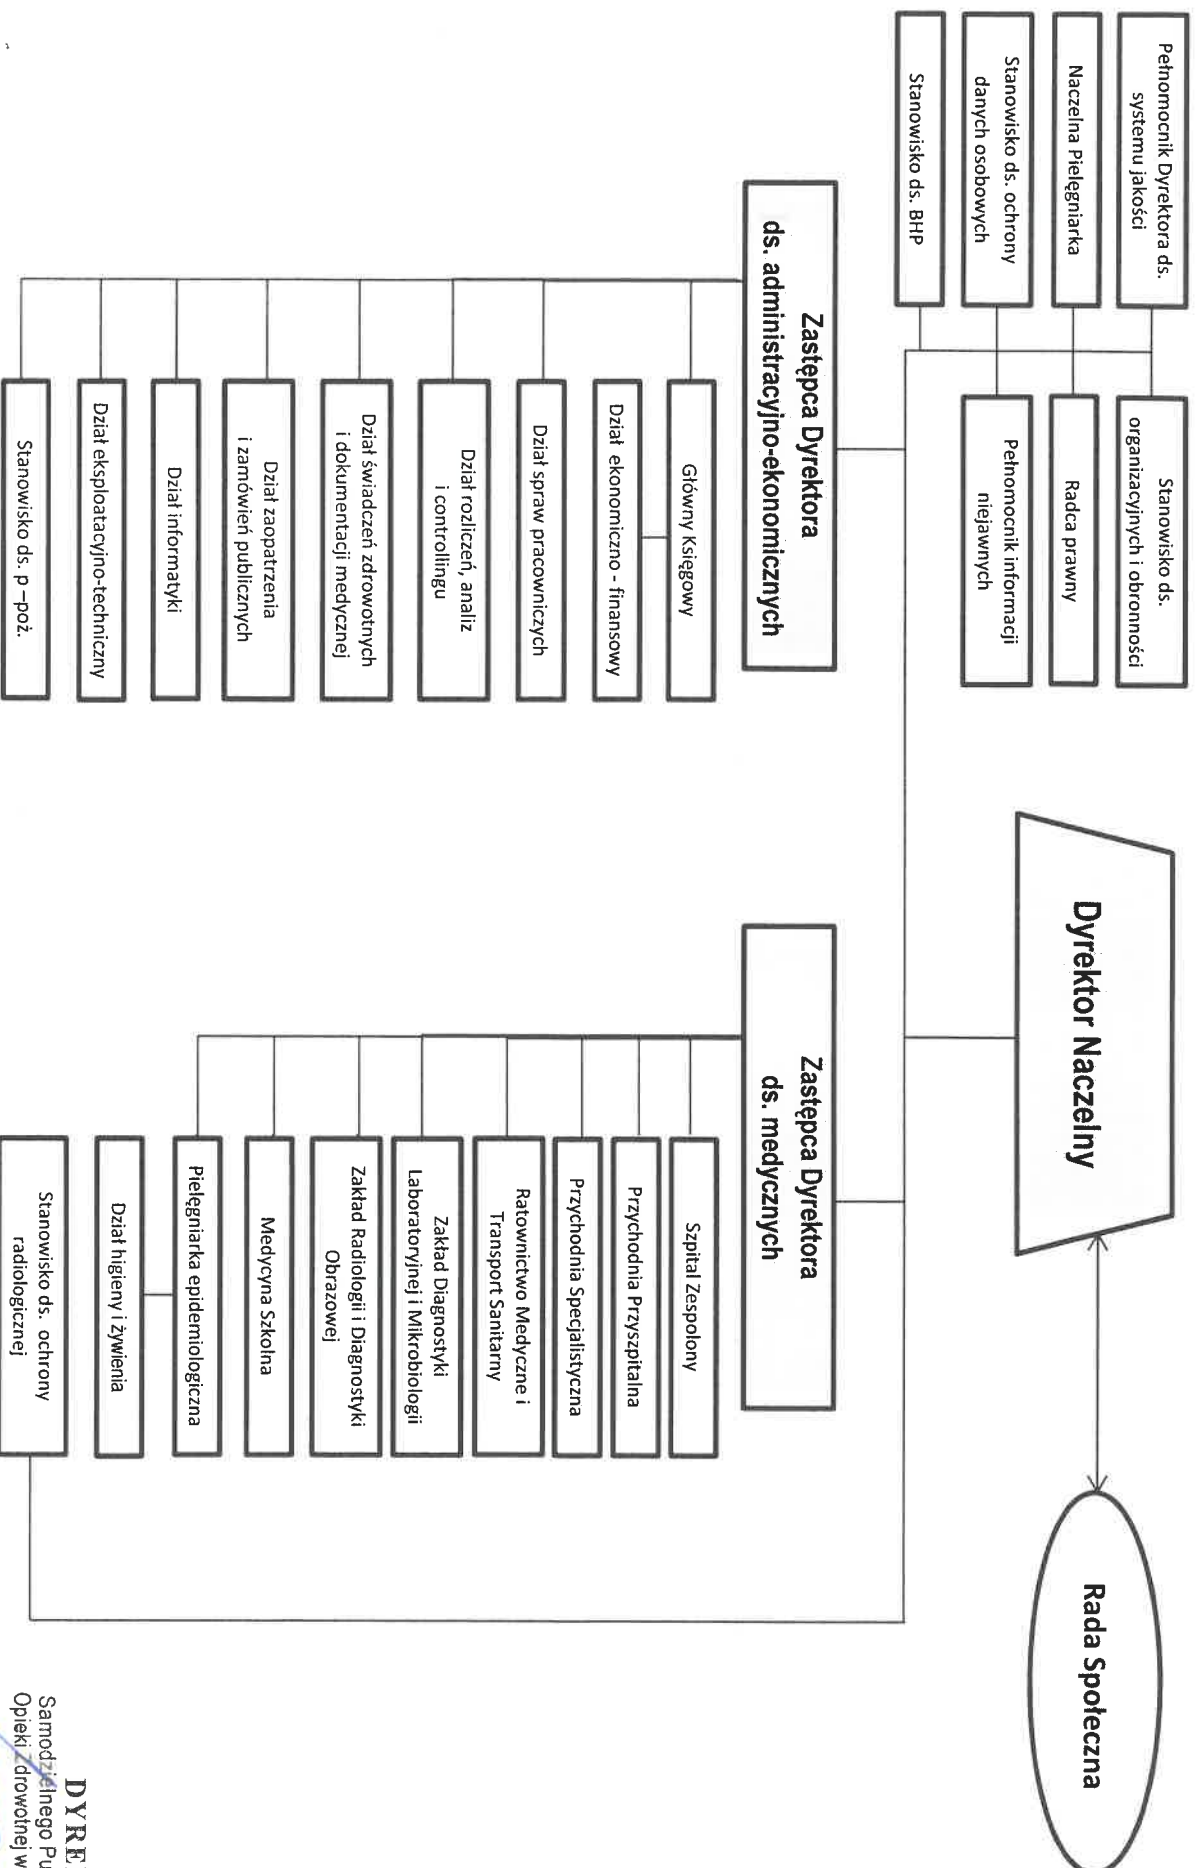 Dyrektor Naczelny
Rada Społeczna
Pełnomocnik Dyrektora ds.
systemu jakości
Stanowisko ds.
organizacyjnych i obronności
Naczelna Pielęgniarka
Radca prawny
Stanowisko ds. ochrony
danych osobowych
Pełnomocnik informacji
niejawnych
Stanowisko ds. BHP
Zastępca Dyrektora
ds. administracyjno-ekonomicznych
Główny Księgowy
Dział ekonomiczno - finansowy
Dział spraw pracowniczych
Dział rozliczeń, analiz
i controllingu
Dział świadczeń zdrowotnych
i dokumentacji medycznej
Dział zaopatrzenia
i zamówień publicznych
Dział informatyki
Dział eksploatacyjno-techniczny
Stanowisko ds. p –poż.
Zastępca Dyrektora
ds. medycznych
Szpital Zespolony
Przychodnia Przyszpitalna
Przychodnia Specjalistyczna
Ratownictwo Medyczne i
Transport Sanitarny
Zakład Diagnostyki
Laboratoryjnej i Mikrobiologii
Zakład Radiologii i Diagnostyki
Obrazowej
Medycyna Szkolna
Pielęgniarka epidemiologiczna
Dział higieny i żywienia
Stanowisko ds. ochrony
radiologicznej
DYRE
Samodzielnego Pu
Opieki Zdrowotnej w